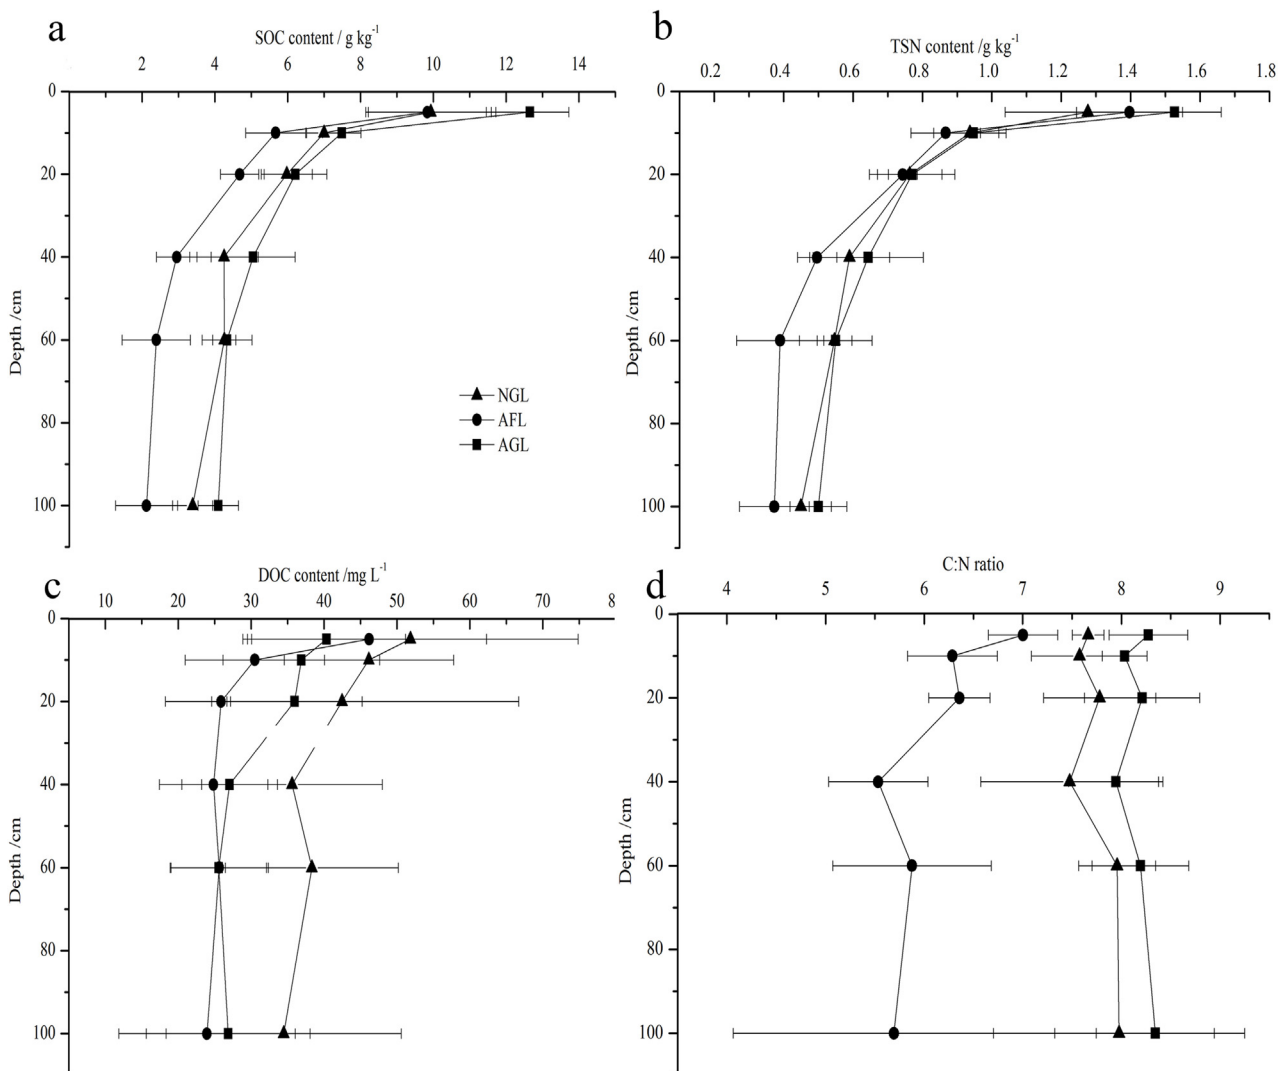 a
SOC content / g kg-1
2 4 6 8 10 12 14
0
20
40
60
80
100
Depth /cm
NGL
AFL
AGL
b
TSN content /g kg-1
0.2 0.4 0.6 0.8 1.0 1.2 1.4 1.6 1.8
0
20
40
60
80
100
Depth /cm
c
DOC content /mg L-1
10 20 30 40 50 60 70 8
0
20
40
60
80
100
Depth /cm
d
C:N ratio
4 5 6 7 8 9
0
20
40
60
80
100
Depth /cm